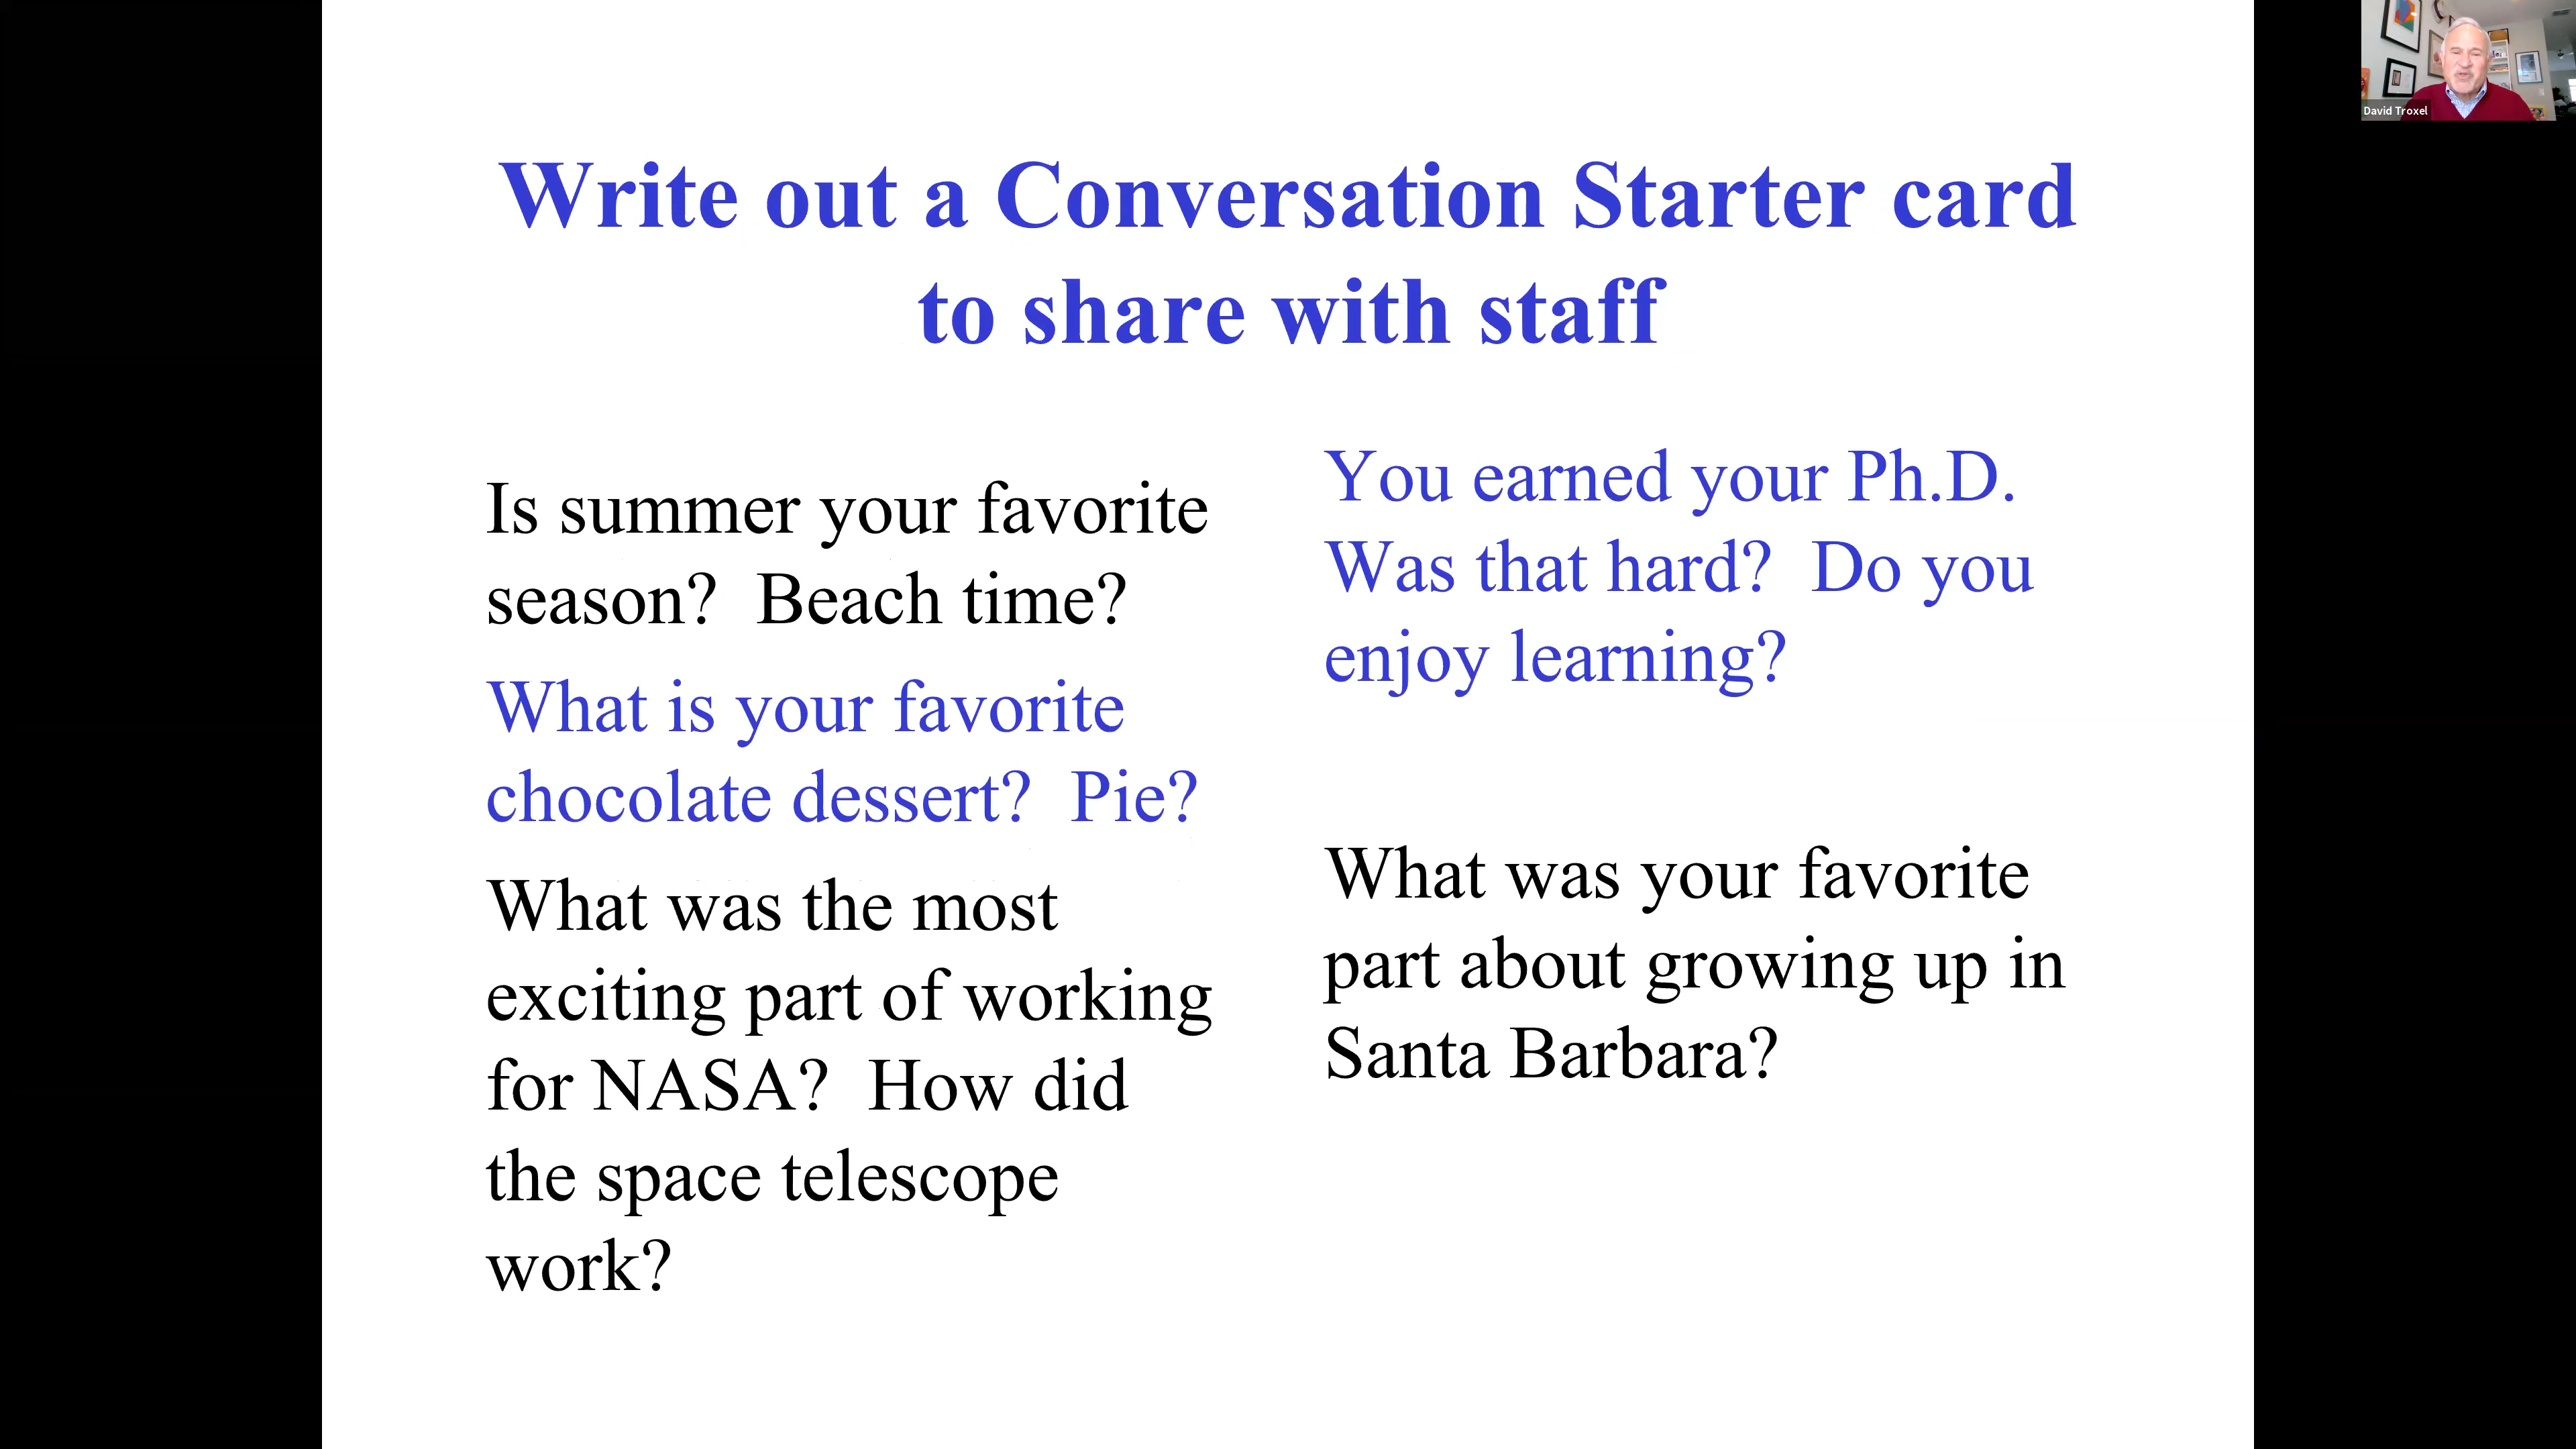 Write out a Conversation Starter card
to share with staff
Is summer your favorite
season?  Beach time?
What is your favorite
chocolate dessert?  Pie?
What was the most
exciting part of working
for NASA?  How did
the space telescope
work?
You earned your Ph.D.
Was that hard?  Do you
enjoy learning?
What was your favorite
part about growing up in
Santa Barbara?
David Troxel